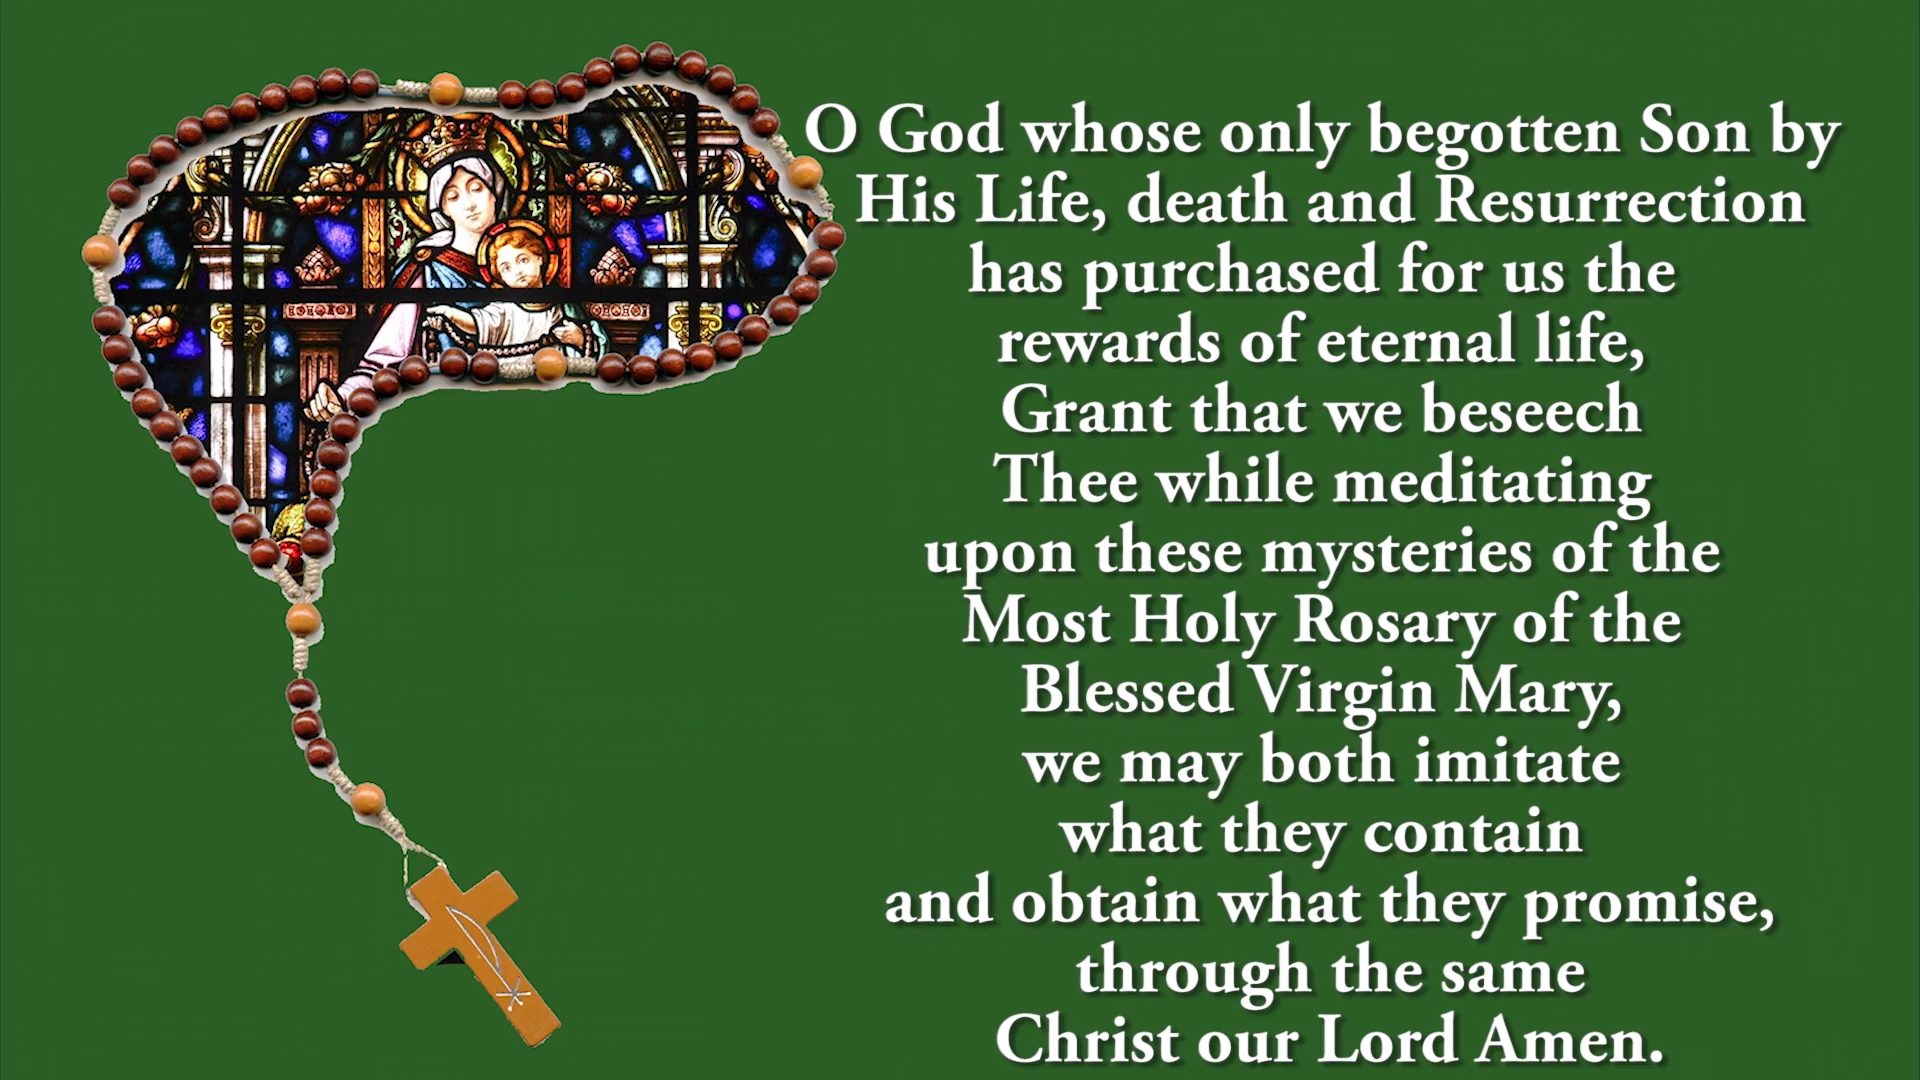 O God whose only begotten Son by
His Life, death and Resurrection
has purchased for us the
rewards of eternal life,
Grant that we beseech
Thee while meditating
upon these mysteries of the
Most Holy Rosary of the
Blessed Virgin Mary,
we may both imitate
what they contain
and obtain what they promise,
through the same
Christ our Lord Amen.